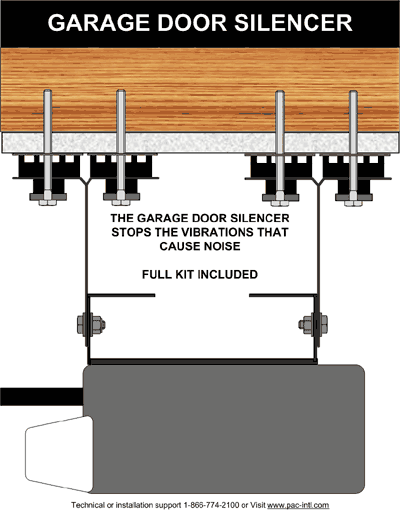 GARAGE DOOR SILENCER
THE GARAGE DOOR SILENCER
STOPS THE VIBRATIONS THAT
CAUSE NOISE
FULL KIT INCLUDED
Technical or installation support 1-866-774-2100 or Visit www.pac-intl.com